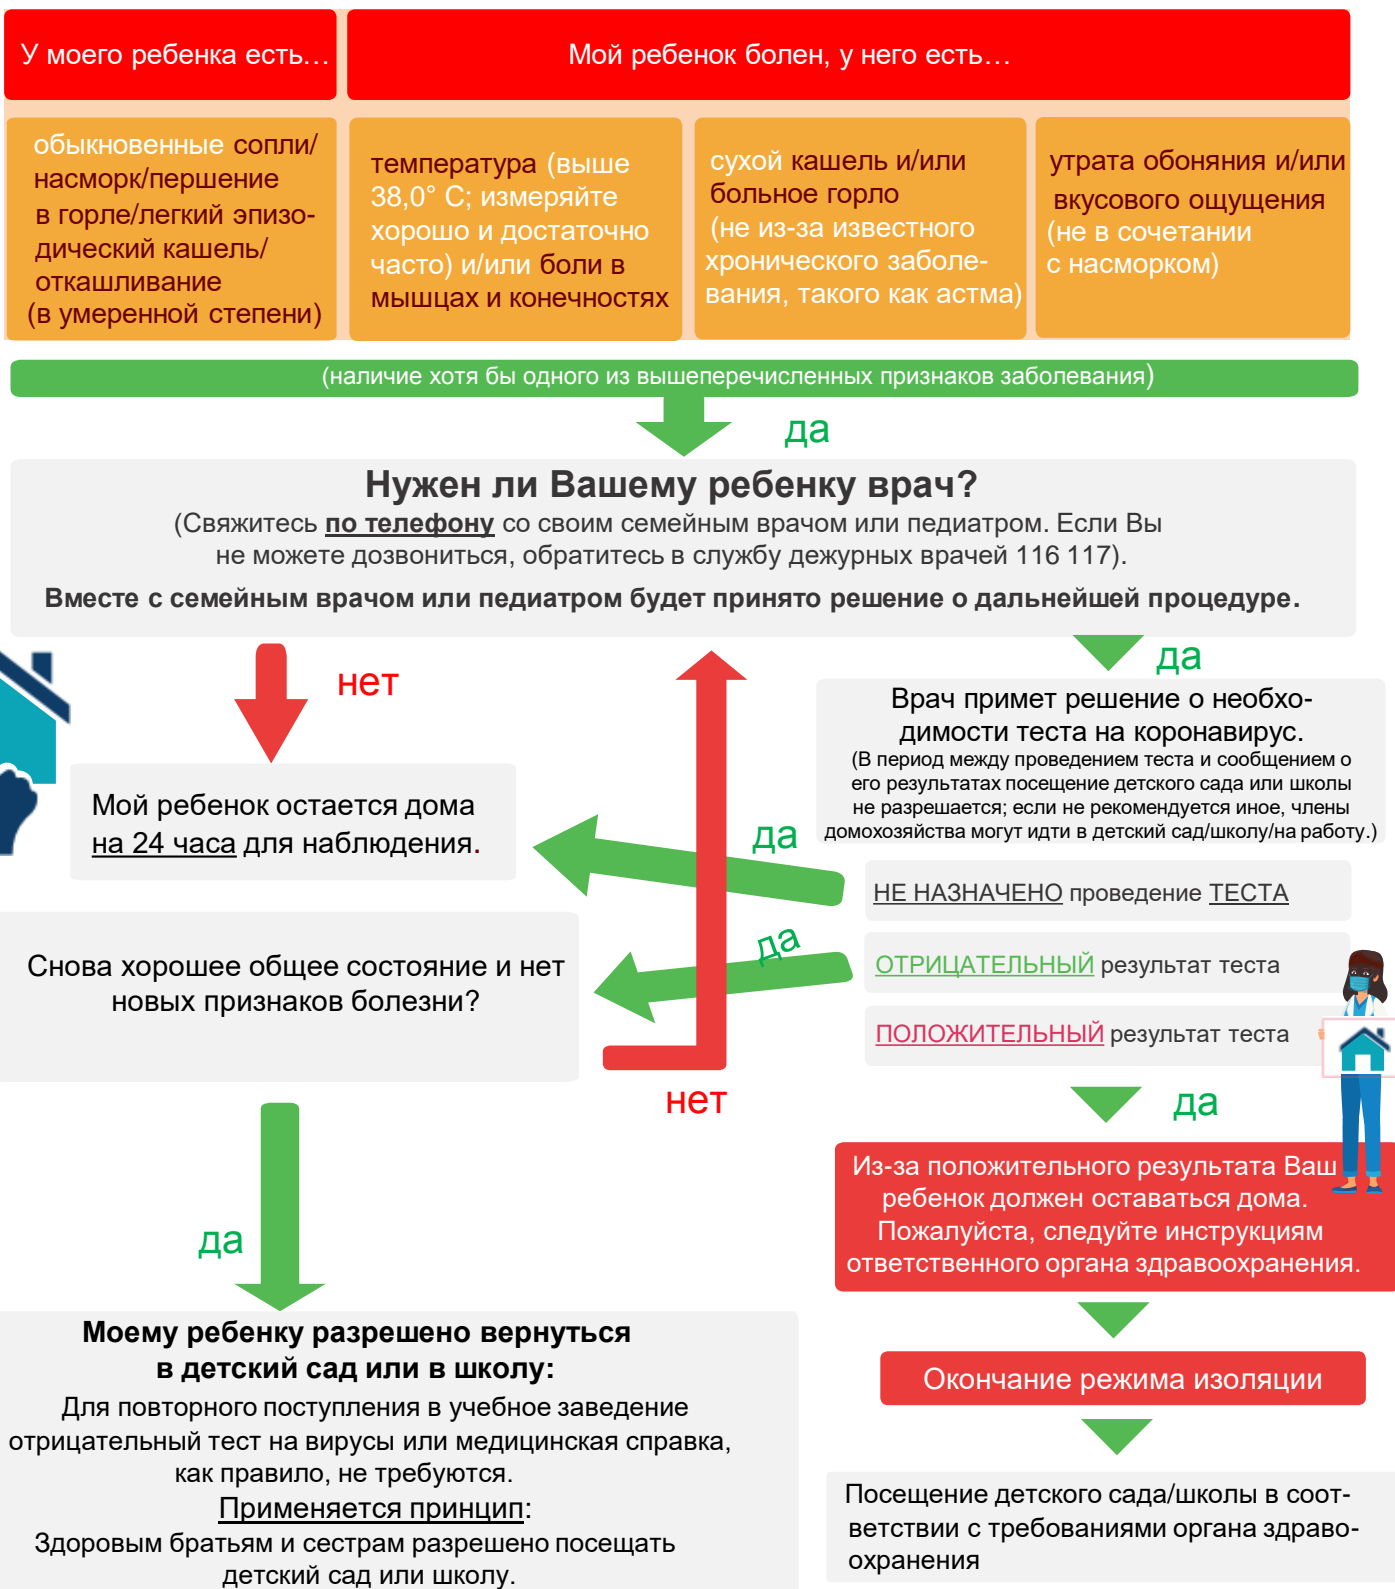 У моего ребенка есть…
Мой ребенок болен, у него есть…
обыкновенные сопли/
насморк/першение
в горле/легкий эпизо-
дический кашель/
откашливание
(в умеренной степени)
температура (выше
38,0° С; измеряйте
хорошо и достаточно
часто) и/или боли в
мышцах и конечностях
сухой кашель и/или
больное горло
(не из-за известного
хронического заболе-
вания, такого как астма)
утрата обоняния и/или
вкусового ощущения
(не в сочетании
с насморком)
(наличие хотя бы одного из вышеперечисленных признаков заболевания)
да
Нужен ли Вашему ребенку врач?
(Свяжитесь по телефону со своим семейным врачом или педиатром. Если Вы
не можете дозвониться, обратитесь в службу дежурных врачей 116 117).
Вместе с семейным врачом или педиатром будет принято решение о дальнейшей процедуре.
нет
да
Врач примет решение о необхо-
димости теста на коронавирус.
(В период между проведением теста и сообщением о
его результатах посещение детского сада или школы
не разрешается; если не рекомендуется иное, члены
домохозяйства могут идти в детский сад/школу/на работу.)
Мой ребенок остается дома
на 24 часа для наблюдения.
да
НЕ НАЗНАЧЕНО проведение ТЕСТА
да
ОТРИЦАТЕЛЬНЫЙ результат теста
ПОЛОЖИТЕЛЬНЫЙ результат теста
Снова хорошее общее состояние и нет
новых признаков болезни?
нет
да
Из-за положительного результата Ваш
ребенок должен оставаться дома.
Пожалуйста, следуйте инструкциям
ответственного органа здравоохранения.
да
Окончание режима изоляции
Моему ребенку разрешено вернуться
в детский сад или в школу:
Для повторного поступления в учебное заведение
отрицательный тест на вирусы или медицинская справка,
как правило, не требуются.
Применяется принцип:
Здоровым братьям и сестрам разрешено посещать
детский сад или школу.
Посещение детского сада/школы в соот-
ветствии с требованиями органа здраво-
охранения